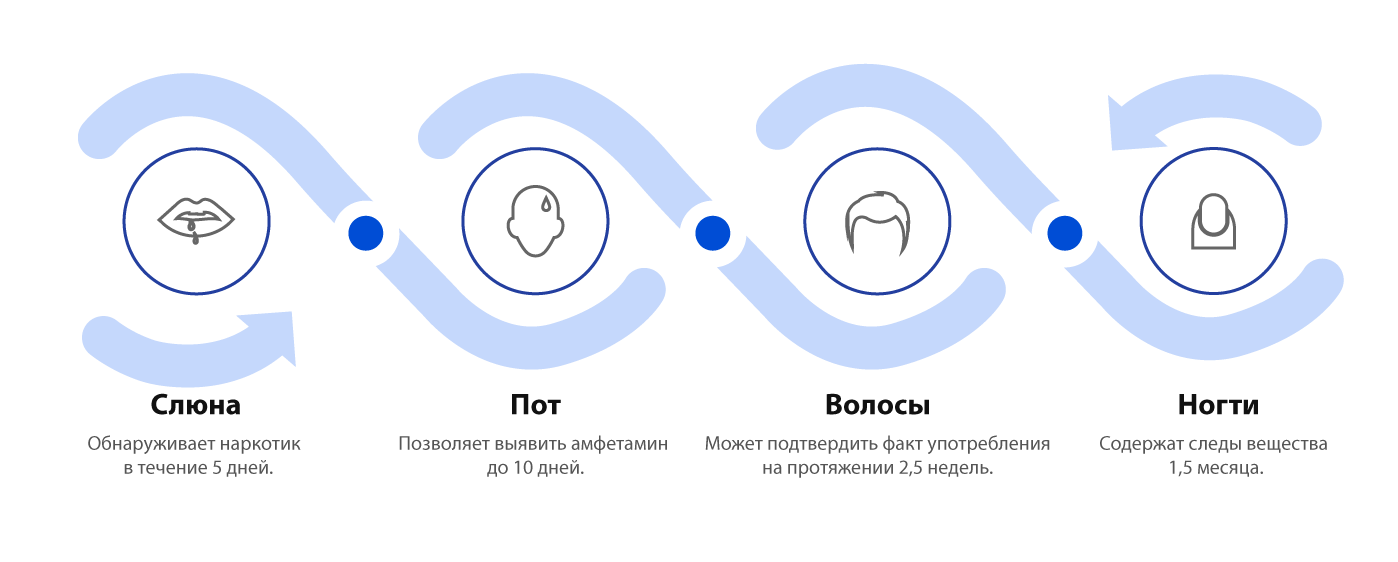 Слюна
Обнаруживает наркотик
в течение 5 дней.
Пот
Позволяет выявить амфетамин
до 10 дней.
Волосы
Может подтвердить факт употребления
на протяжении 2,5 недель.
Ногти
Содержат следы вещества
1,5 месяца.